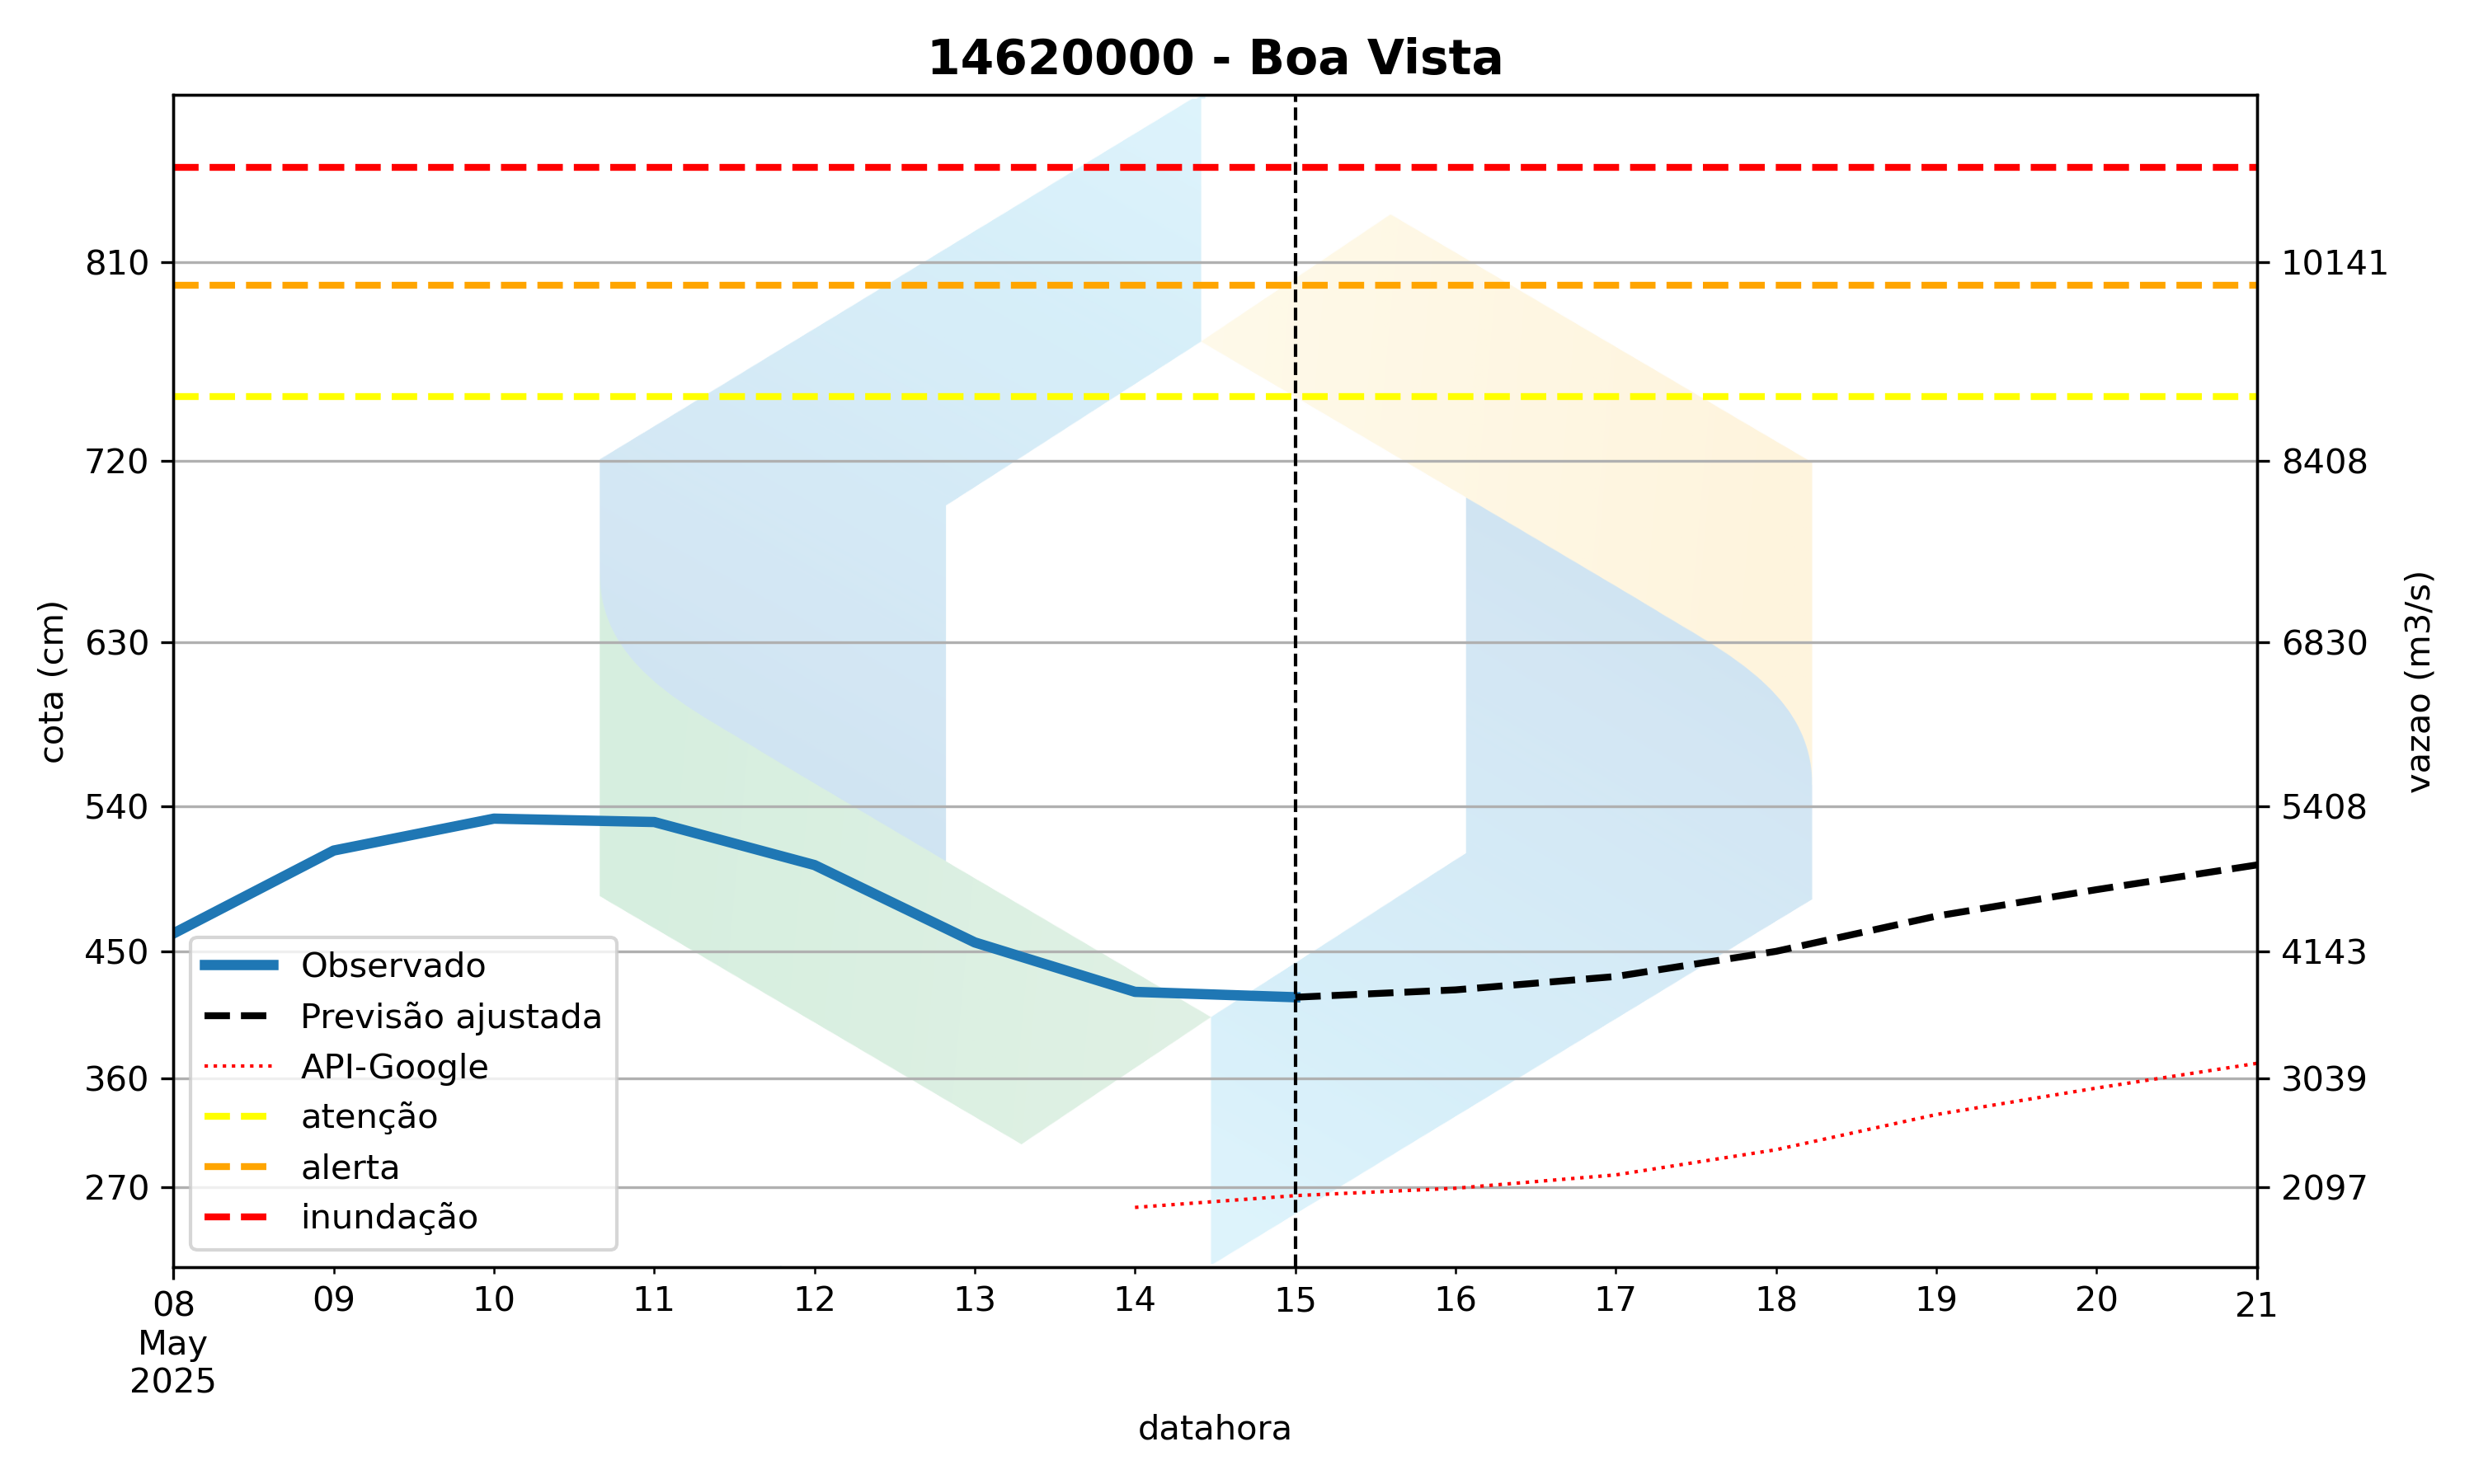 14620000 - Boa Vista
cota (cm)
810
720
630
540
450
360
270
10141
8408
6830
5408
4143
3039
2097
vazao (m3/s)
Observado
Previsão ajustada
API-Google
atenção
alerta
inundação
08 09 10 11 12 13 14 15 16 17 18 19 20 21
May
2025
datahora